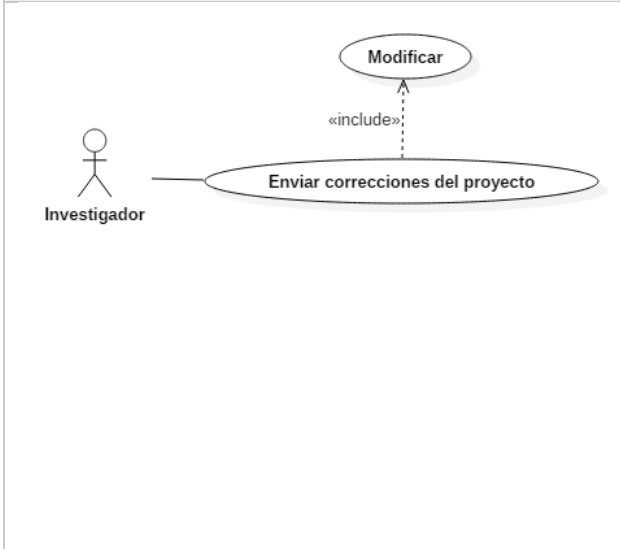 Modificar
«include»
Enviar correcciones del proyecto
Investigador